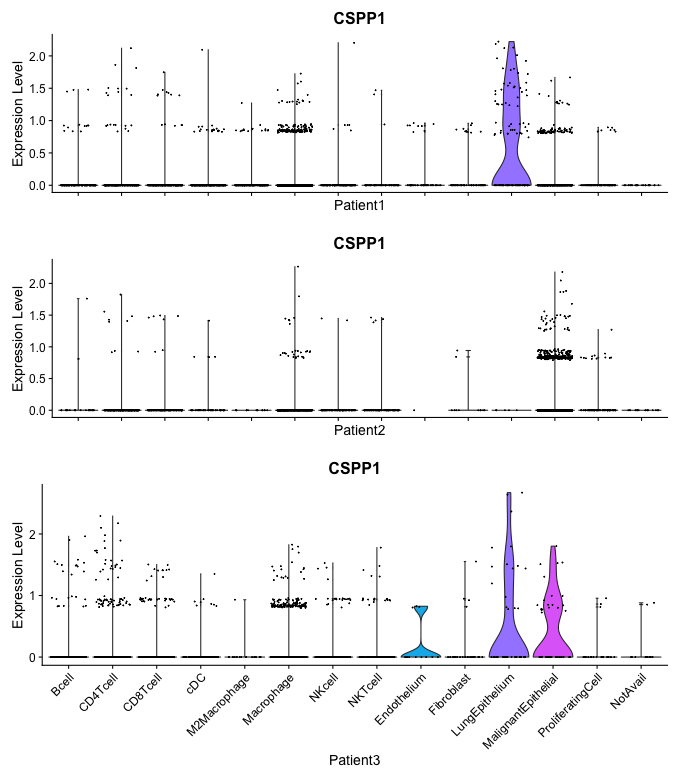 CSPP1
Expression Level
2.0
1.5
1.0
0.5
0.0
Patient1
CSPP1
Expression Level
2.0
1.5
1.0
0.5
0.0
Patient2
CSPP1
Expression Level
2
1
0
Bcell
CD4Tcell
CD8Tcell
cDC
M2Macrophage
Macrophage
NKcell
NKTcell
Endothelium
Fibroblast
LungEpithelium
MalignantEpithelial
ProliferatingCell
NotAvail
Patient3